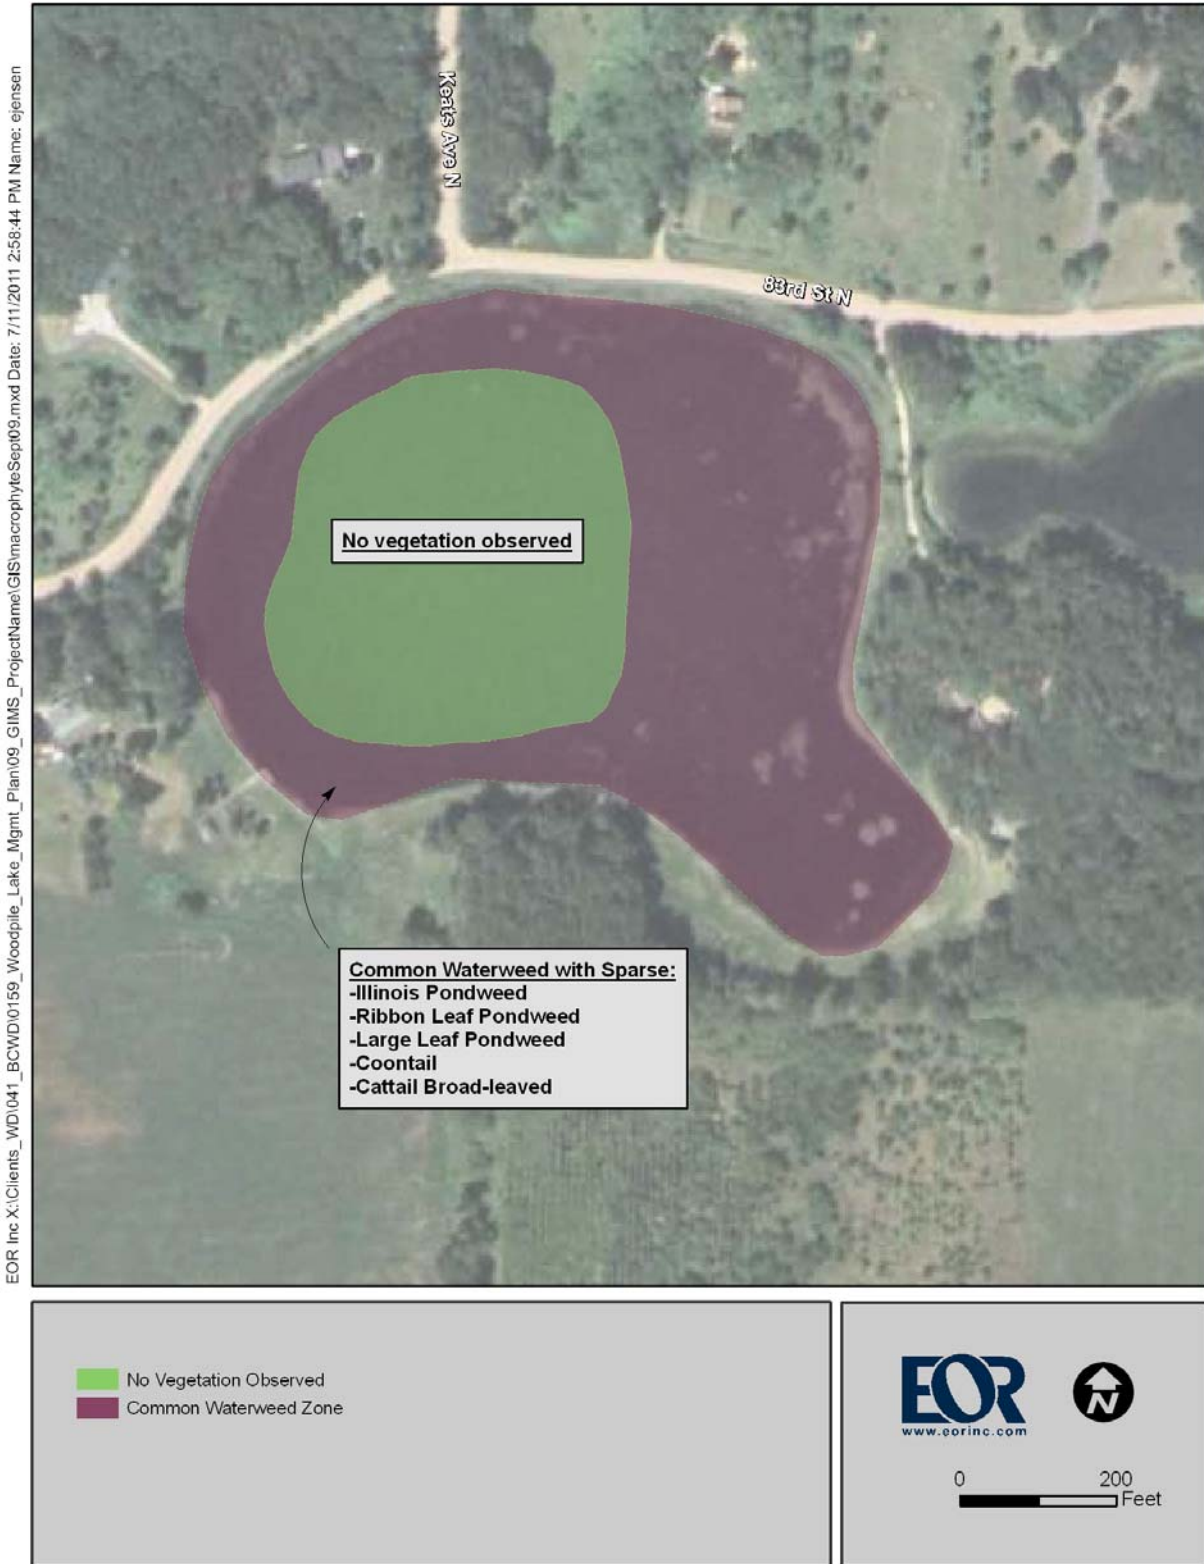 EOR Inc X:\Clients_WD\041_BCWD\0159_Woodpile_Lake_Mgmt_Plan\09_GIMS_ProjectName\GIS\macrophyteSept09.mxd Date: 7/11/2011 2:58:44 PM Name: ejensen
Keats Ave N
83rd St N
No vegetation observed
Common Waterweed with Sparse:
-Illinois Pondweed
-Ribbon Leaf Pondweed
-Large Leaf Pondweed
-Coontail
-Cattail Broad-leaved
No Vegetation Observed
Common Waterweed Zone
EOR
www.eorinc.com
N
0 200
Feet